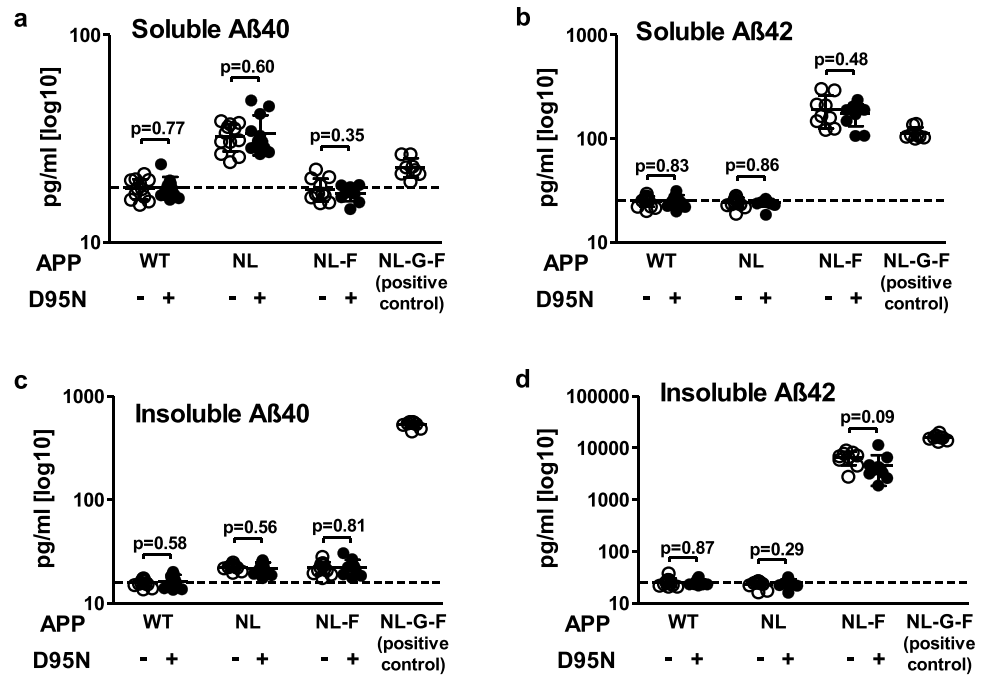 a
Soluble Aß40
100
10
pg/ml [log10]
p=0.77
p=0.60
p=0.35
APP WT NL NL-F NL-G-F
(positive
control)
D95N - + - + - +
b
Soluble Aß42
1000
100
10
pg/ml [log10]
p=0.83
p=0.86
p=0.48
APP WT NL NL-F NL-G-F
(positive
control)
D95N - + - + - +
c
Insoluble Aß40
1000
100
10
pg/ml [log10]
p=0.58
p=0.56
p=0.81
APP WT NL NL-F NL-G-F
(positive
control)
D95N - + - + - +
d
Insoluble Aß42
100000
10000
1000
100
10
pg/ml [log10]
p=0.87
p=0.29
p=0.09
APP WT NL NL-F NL-G-F
(positive
control)
D95N - + - + - +